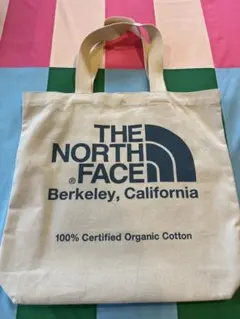 THE
NORTH
FACE®
Berkeley, California
100% Certified Organic Cotton